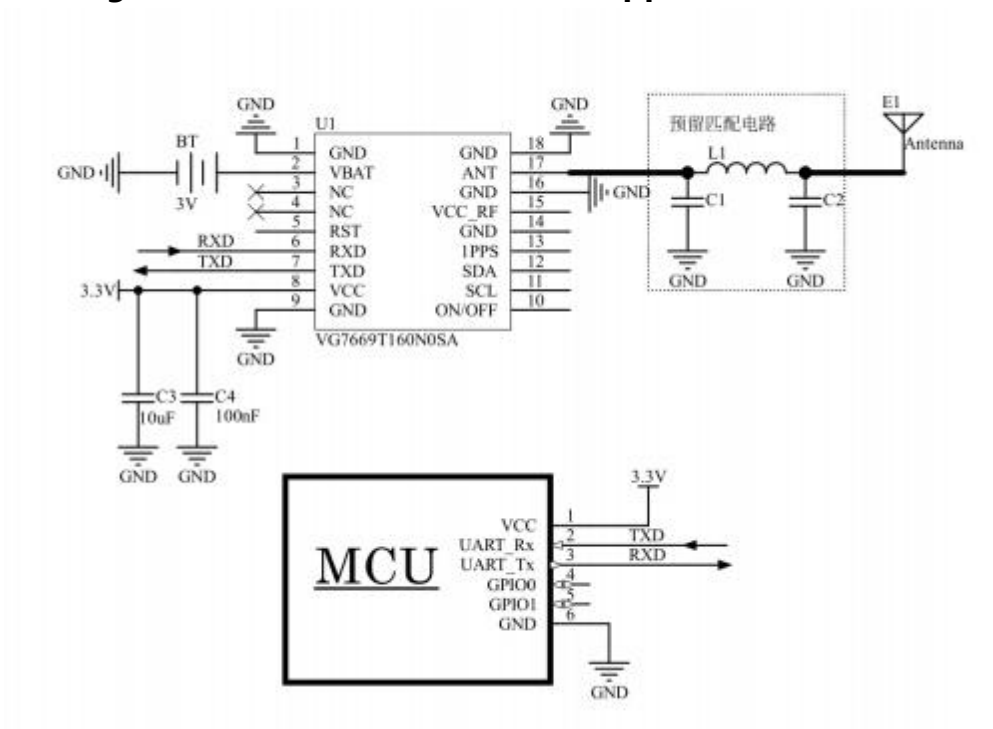 GND
U1
GND
预留匹配电路
E1
Antenna
BT
GND
3V
1 GND
2 VBAT
3 NC
4 NC
5 RST
6 RXD
7 TXD
8 VCC
9 GND
GND 18
ANT 17
GND 16
VCC_RF 15
GND 14
1PPS 13
SDA 12
SCL 11
ON/OFF 10
RXD
TXD
3.3V
GND
L1
C1
C2
GND
GND
GND
VG7669T160N0SA
C3
10uF
C4
100nF
GND
GND
MCU
3.3V
VCC 1
UART_Rx 2
TXD
UART_Tx 3
RXD
GPIO0 4
GPIO1 5
GND 6
GND